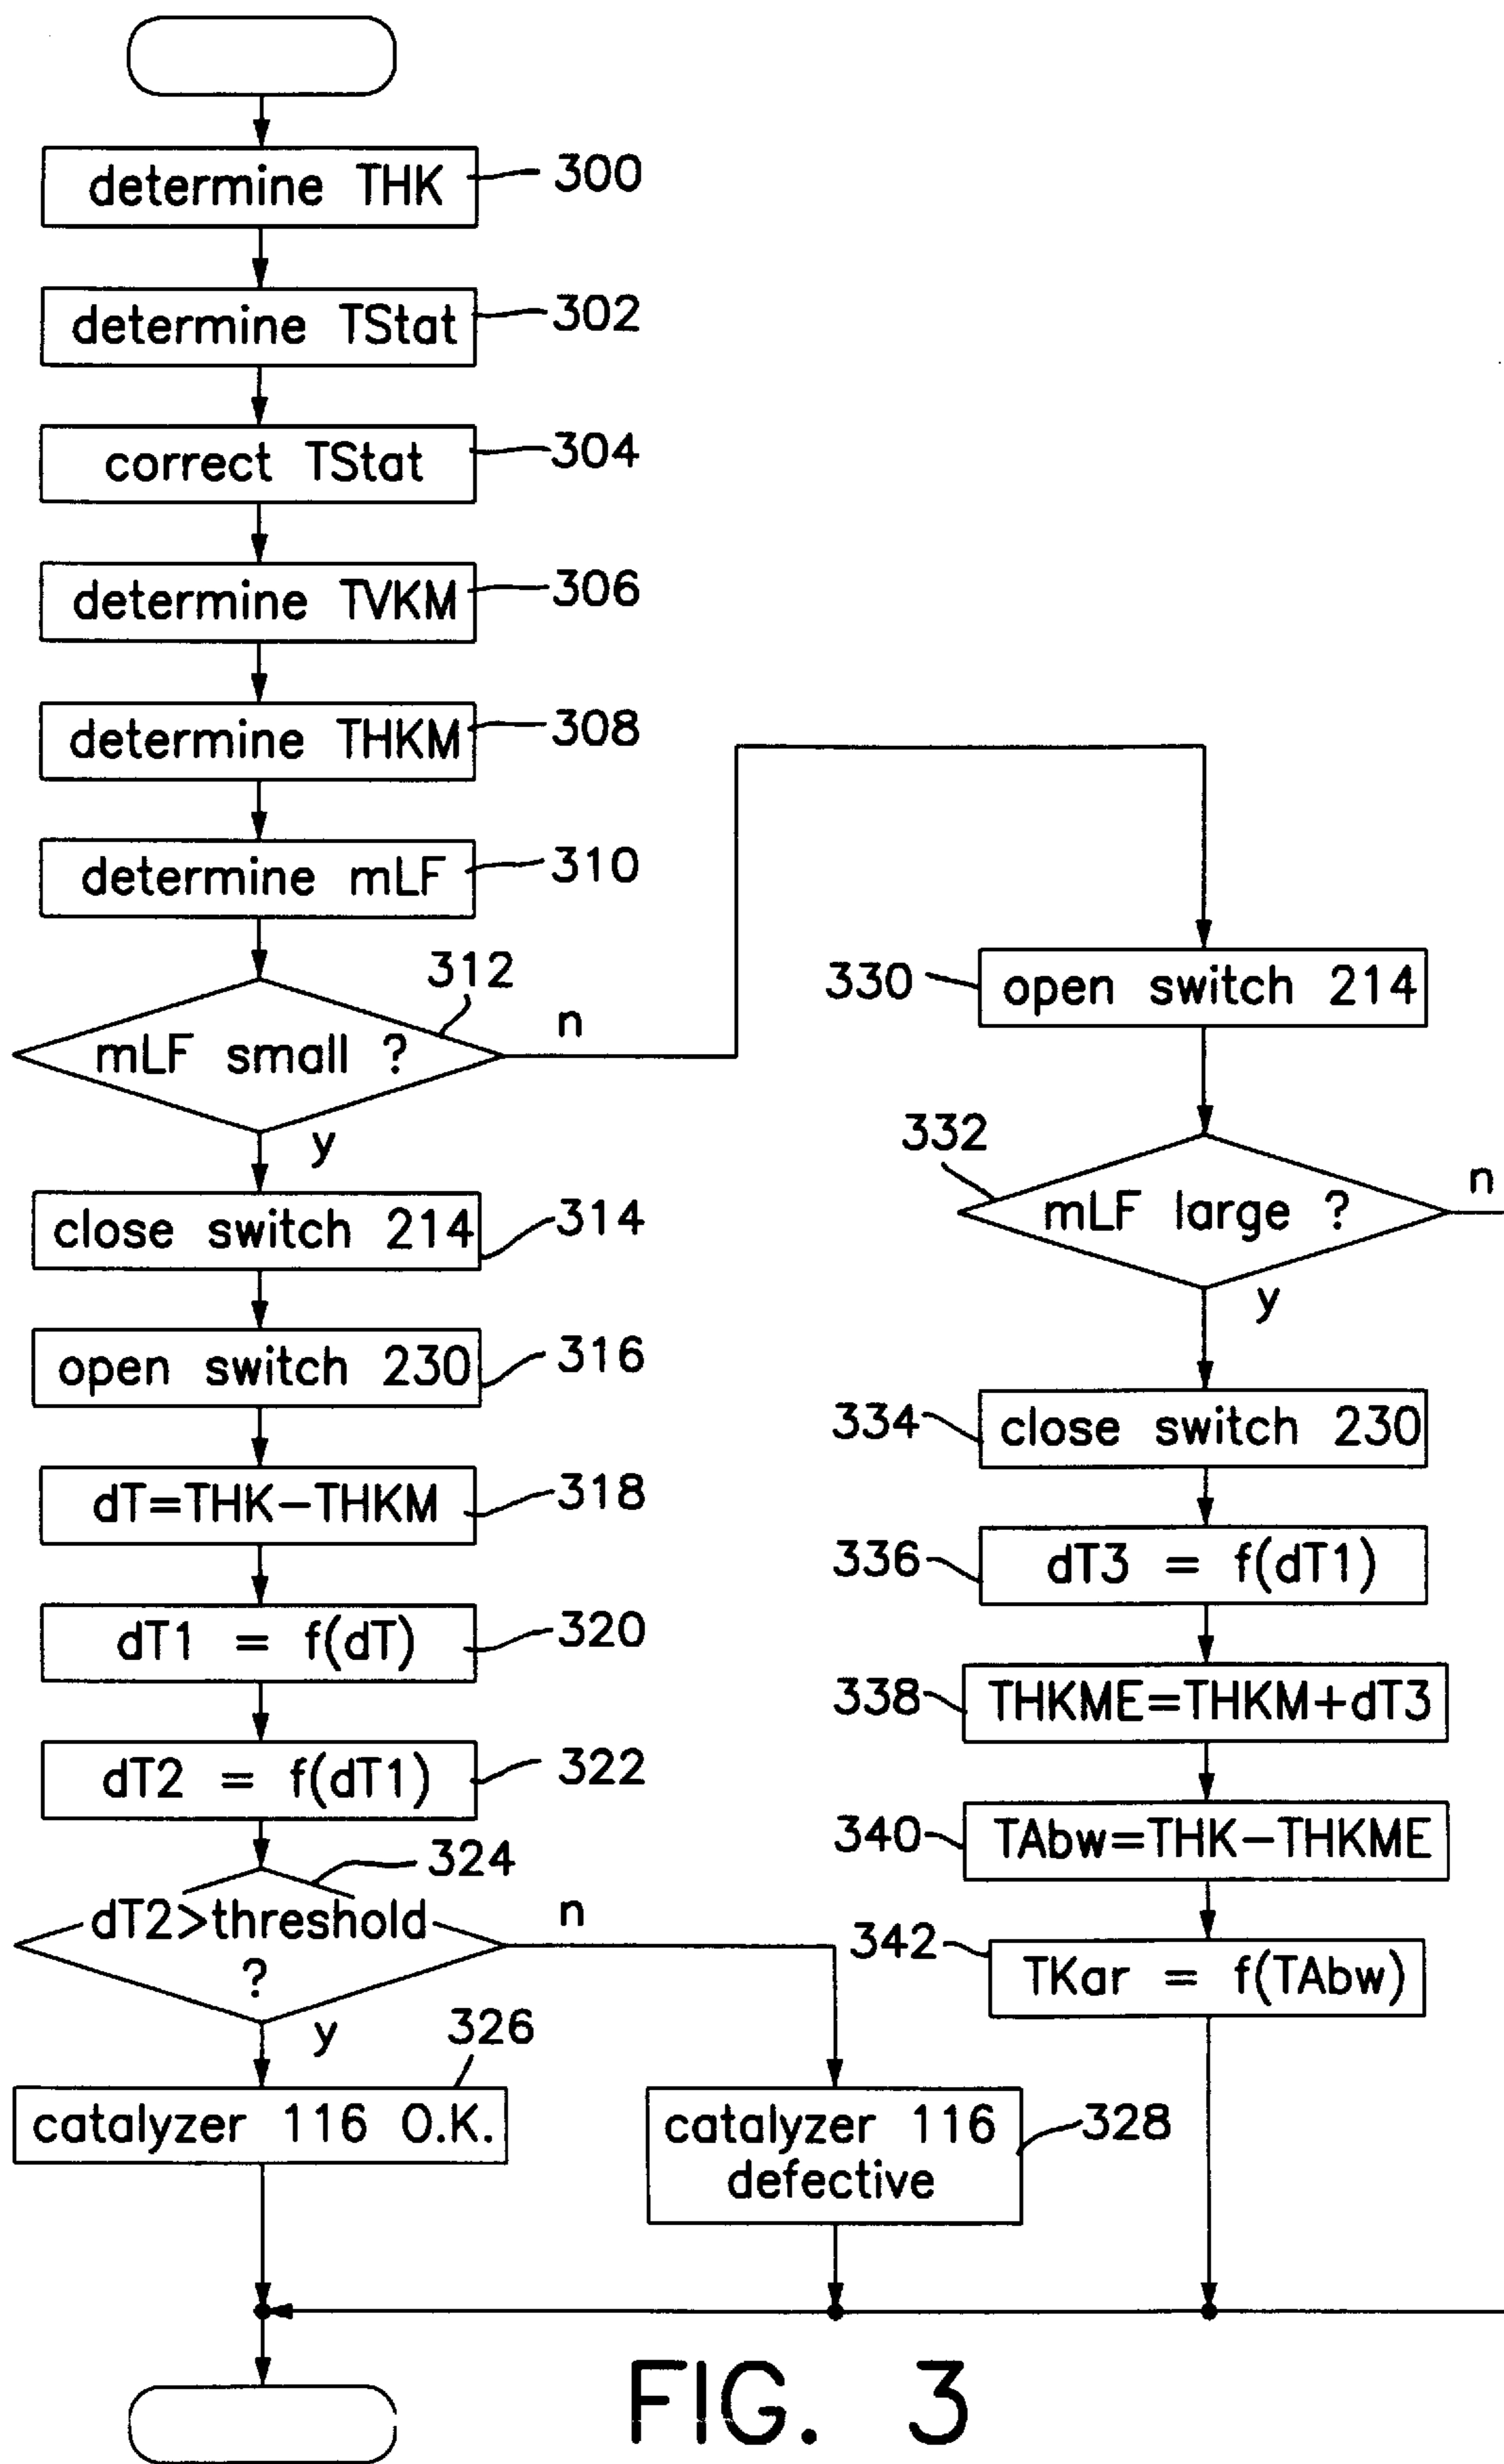 determine THK
300
determine TStat
302
correct TStat
304
determine TVKM
306
determine THKM
308
determine mLF
310
312
mLF small ?
n
y
close switch 214
314
open switch 230
316
dT=THK-THKM
318
dT1 = f(dT)
320
dT2 = f(dT1)
322
324
dT2>threshold
?
n
y
326
catalyzer 116 O.K.
catalyzer 116
defective
328
330
open switch 214
332
mLF large ?
n
y
334
close switch 230
336
dT3 = f(dT1)
338
THKME=THKM+dT3
340
TAbw=THK-THKME
342
TKar = f(TAbw)
FIG. 3